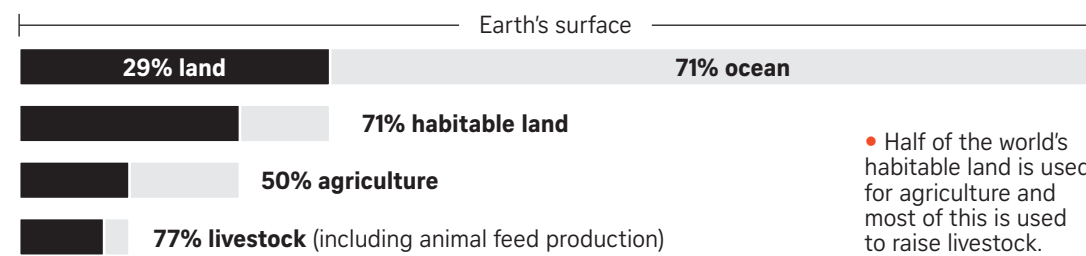 Earth's surface
29% land
71% ocean
71% habitable land
50% agriculture
77% livestock (including animal feed production)
• Half of the world's
habitable land is used
for agriculture and
most of this is used
to raise livestock.